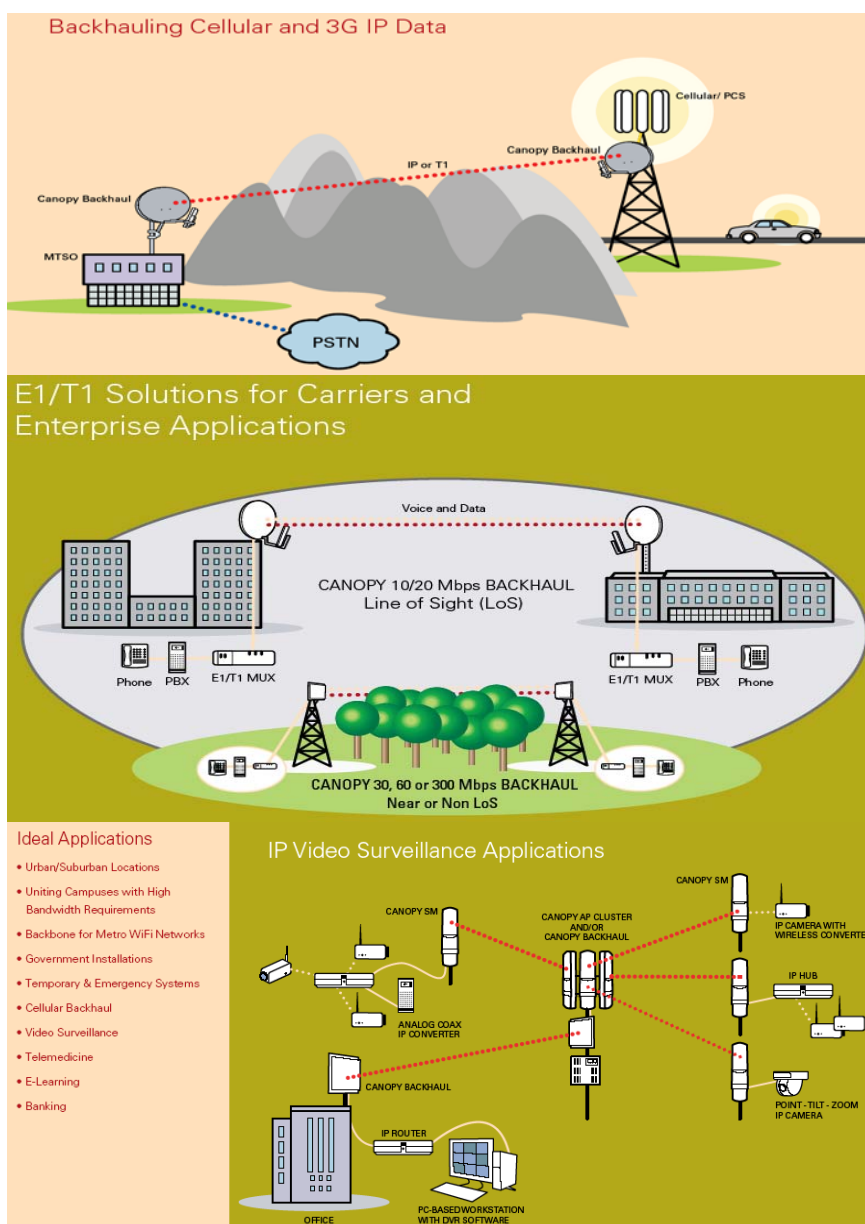 Backhauling Cellular and 3G IP Data
Cellular/ PCS
Canopy Backhaul
IP or T1
Canopy Backhaul
MTSO
PSTN
E1/T1 Solutions for Carriers and
Enterprise Applications
Voice and Data
CANOPY 10/20 Mbps BACKHAUL
Line of Sight (LoS)
Phone
PBX
E1/T1 MUX
E1/T1 MUX
PBX
Phone
CANOPY 30, 60 or 300 Mbps BACKHAUL
Near or Non LoS
Ideal Applications
• Urban/Suburban Locations
• Uniting Campuses with High
Bandwidth Requirements
• Backbone for Metro WiFi Networks
• Government Installations
• Temporary & Emergency Systems
• Cellular Backhaul
• Video Surveillance
• Telemedicine
• E-Learning
• Banking
IP Video Surveillance Applications
CANOPY SM
CANOPY AP CLUSTER
AND/OR
CANOPY BACKHAUL
CANOPY SM
IP CAMERA WITH
WIRELESS CONVERTE
IP HUB
ANALOG COAX
IP CONVERTER
CANOPY BACKHAUL
POINT - TILT - ZOOM
IP CAMERA
IP ROUTER
OFFICE
PC-BASED WORKSTATION
WITH DVR SOFTWARE